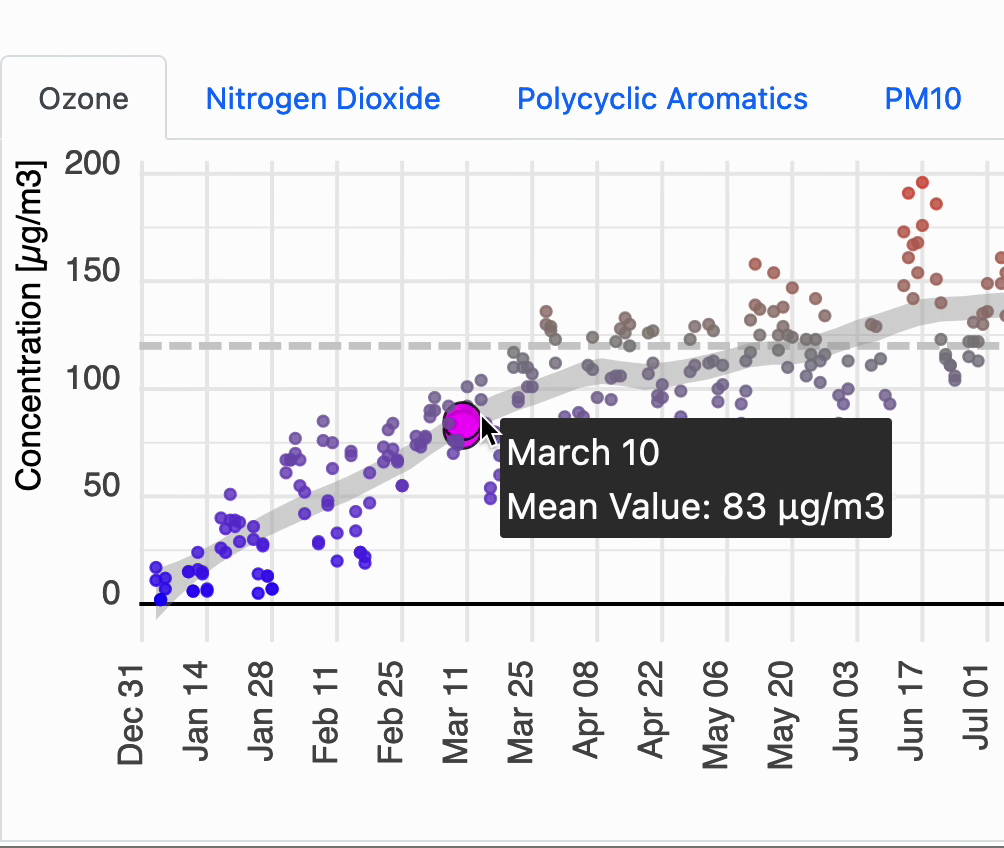 Ozone Nitrogen Dioxide Polycyclic Aromatics PM10
Concentration [µg/m3]
200
150
100
50
0
March 10
Mean Value: 83 µg/m3
Dec 31
Jan 14
Jan 28
Feb 11
Feb 25
Mar 11
Mar 25
Apr 08
Apr 22
May 06
May 20
Jun 03
Jun 17
Jul 01